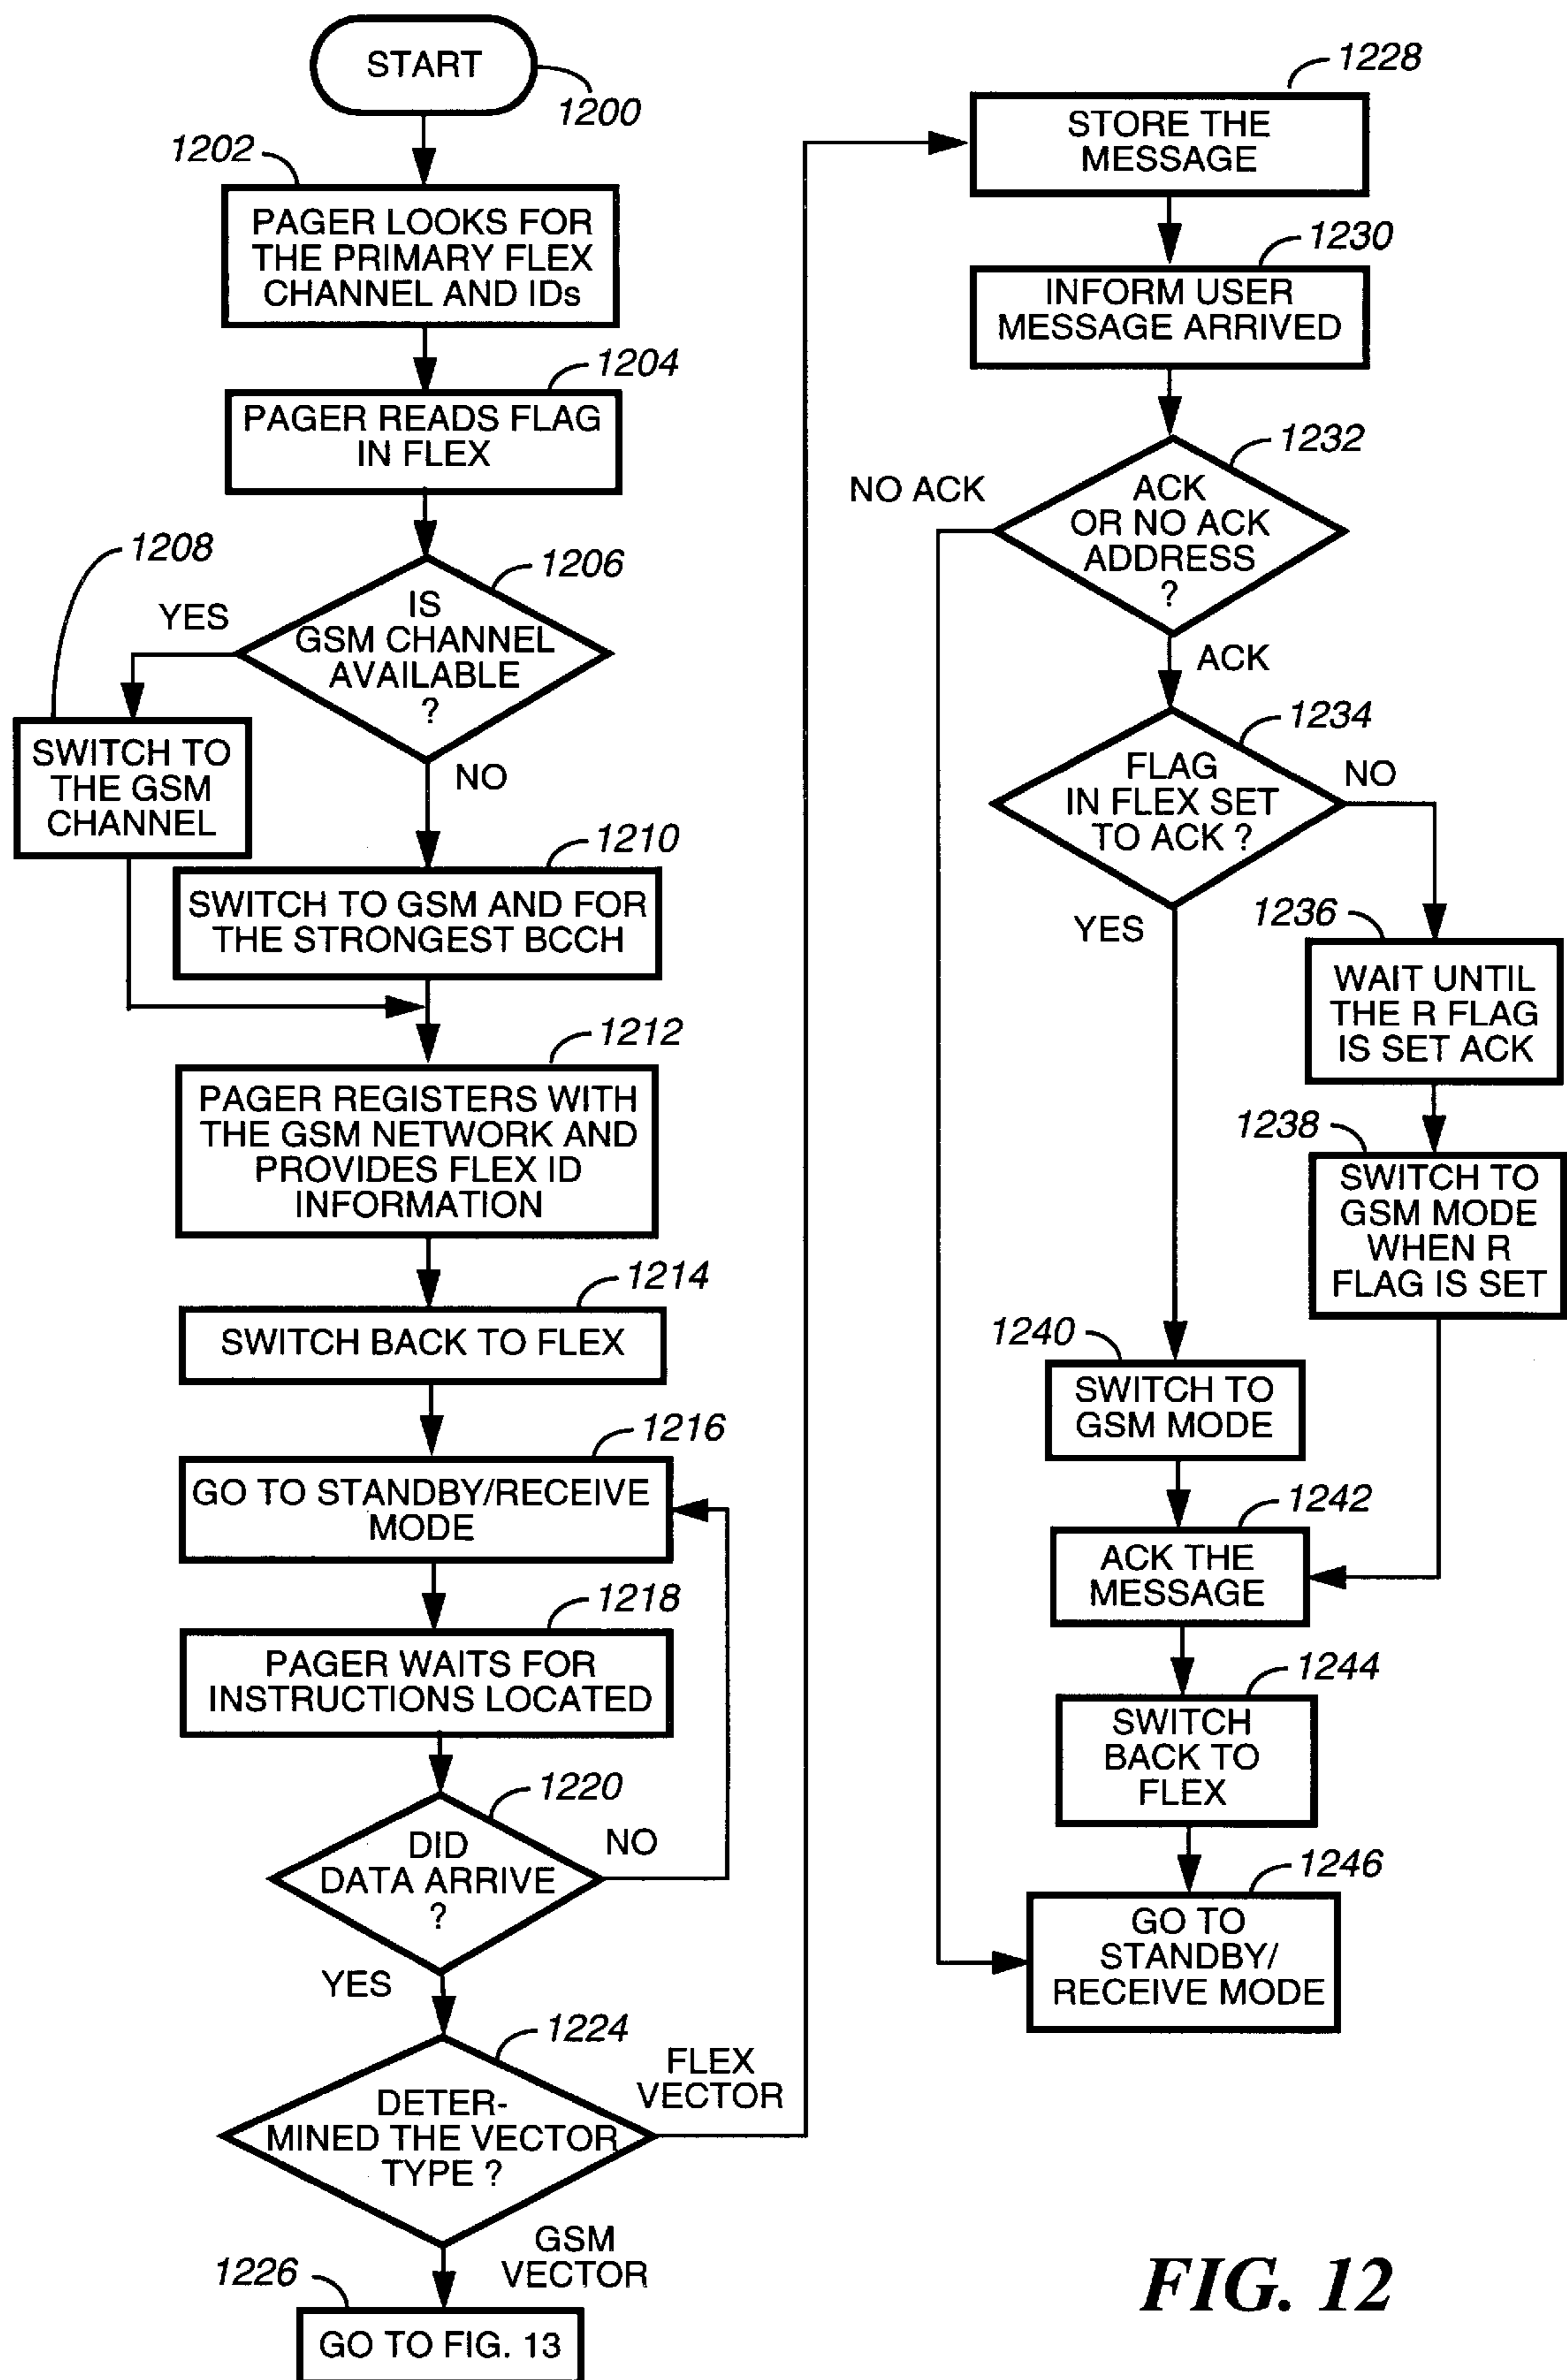 START
1200
1202
PAGER LOOKS FOR
THE PRIMARY FLEX
CHANNEL AND IDs
1204
PAGER READS FLAG
IN FLEX
1206
IS
GSM CHANNEL
AVAILABLE
?
YES
NO
1208
SWITCH TO
THE GSM
CHANNEL
1210
SWITCH TO GSM AND FOR
THE STRONGEST BCCH
1212
PAGER REGISTERS WITH
THE GSM NETWORK AND
PROVIDES FLEX ID
INFORMATION
1214
SWITCH BACK TO FLEX
1216
GO TO STANDBY/RECEIVE
MODE
1218
PAGER WAITS FOR
INSTRUCTIONS LOCATED
1220
DID
DATA ARRIVE
?
NO
YES
1224
DETER-
MINED THE VECTOR
TYPE ?
FLEX
VECTOR
GSM
VECTOR
1226
GO TO FIG. 13
1228
STORE THE
MESSAGE
1230
INFORM USER
MESSAGE ARRIVED
1232
ACK
OR NO ACK
ADDRESS
?
NO ACK
ACK
1234
FLAG
IN FLEX SET
TO ACK ?
NO
YES
1236
WAIT UNTIL
THE R FLAG
IS SET ACK
1238
SWITCH TO
GSM MODE
WHEN R
FLAG IS SET
1240
SWITCH TO
GSM MODE
1242
ACK THE
MESSAGE
1244
SWITCH
BACK TO
FLEX
1246
GO TO
STANDBY/
RECEIVE MODE
FIG. 12